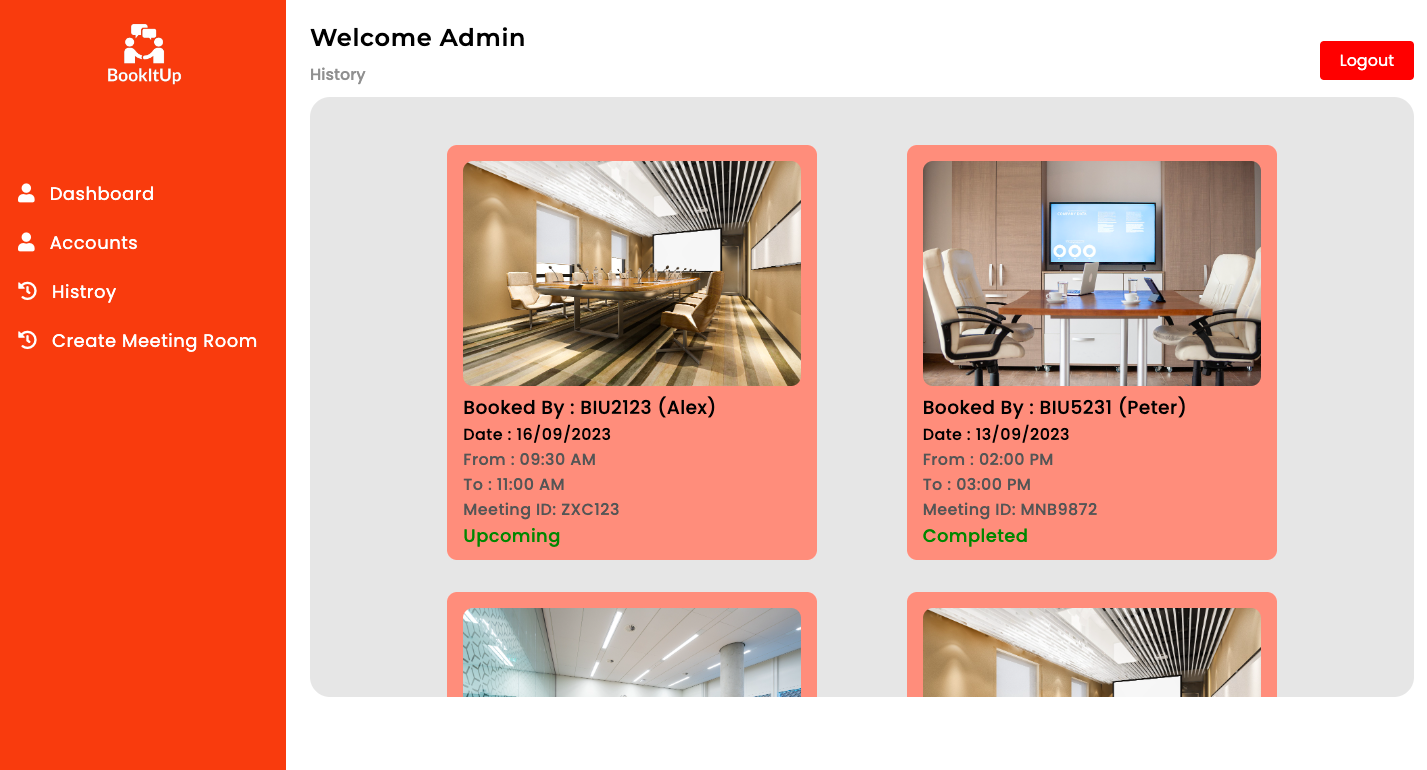 BookItUp
Dashboard
Accounts
Histroy
Create Meeting Room
Welcome Admin
History
Logout
Booked By : BIU2123 (Alex)
Date : 16/09/2023
From : 09:30 AM
To : 11:00 AM
Meeting ID: ZXC123
Upcoming
Booked By : BIU5231 (Peter)
Date : 13/09/2023
From : 02:00 PM
To : 03:00 PM
Meeting ID: MNB9872
Completed